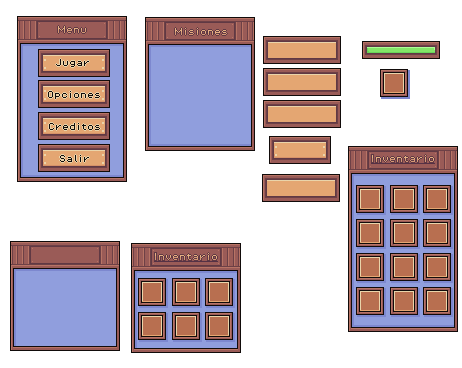 Menu
Jugar
Opciones
Creditos
Salir
Misiones
Inventario
Inventario